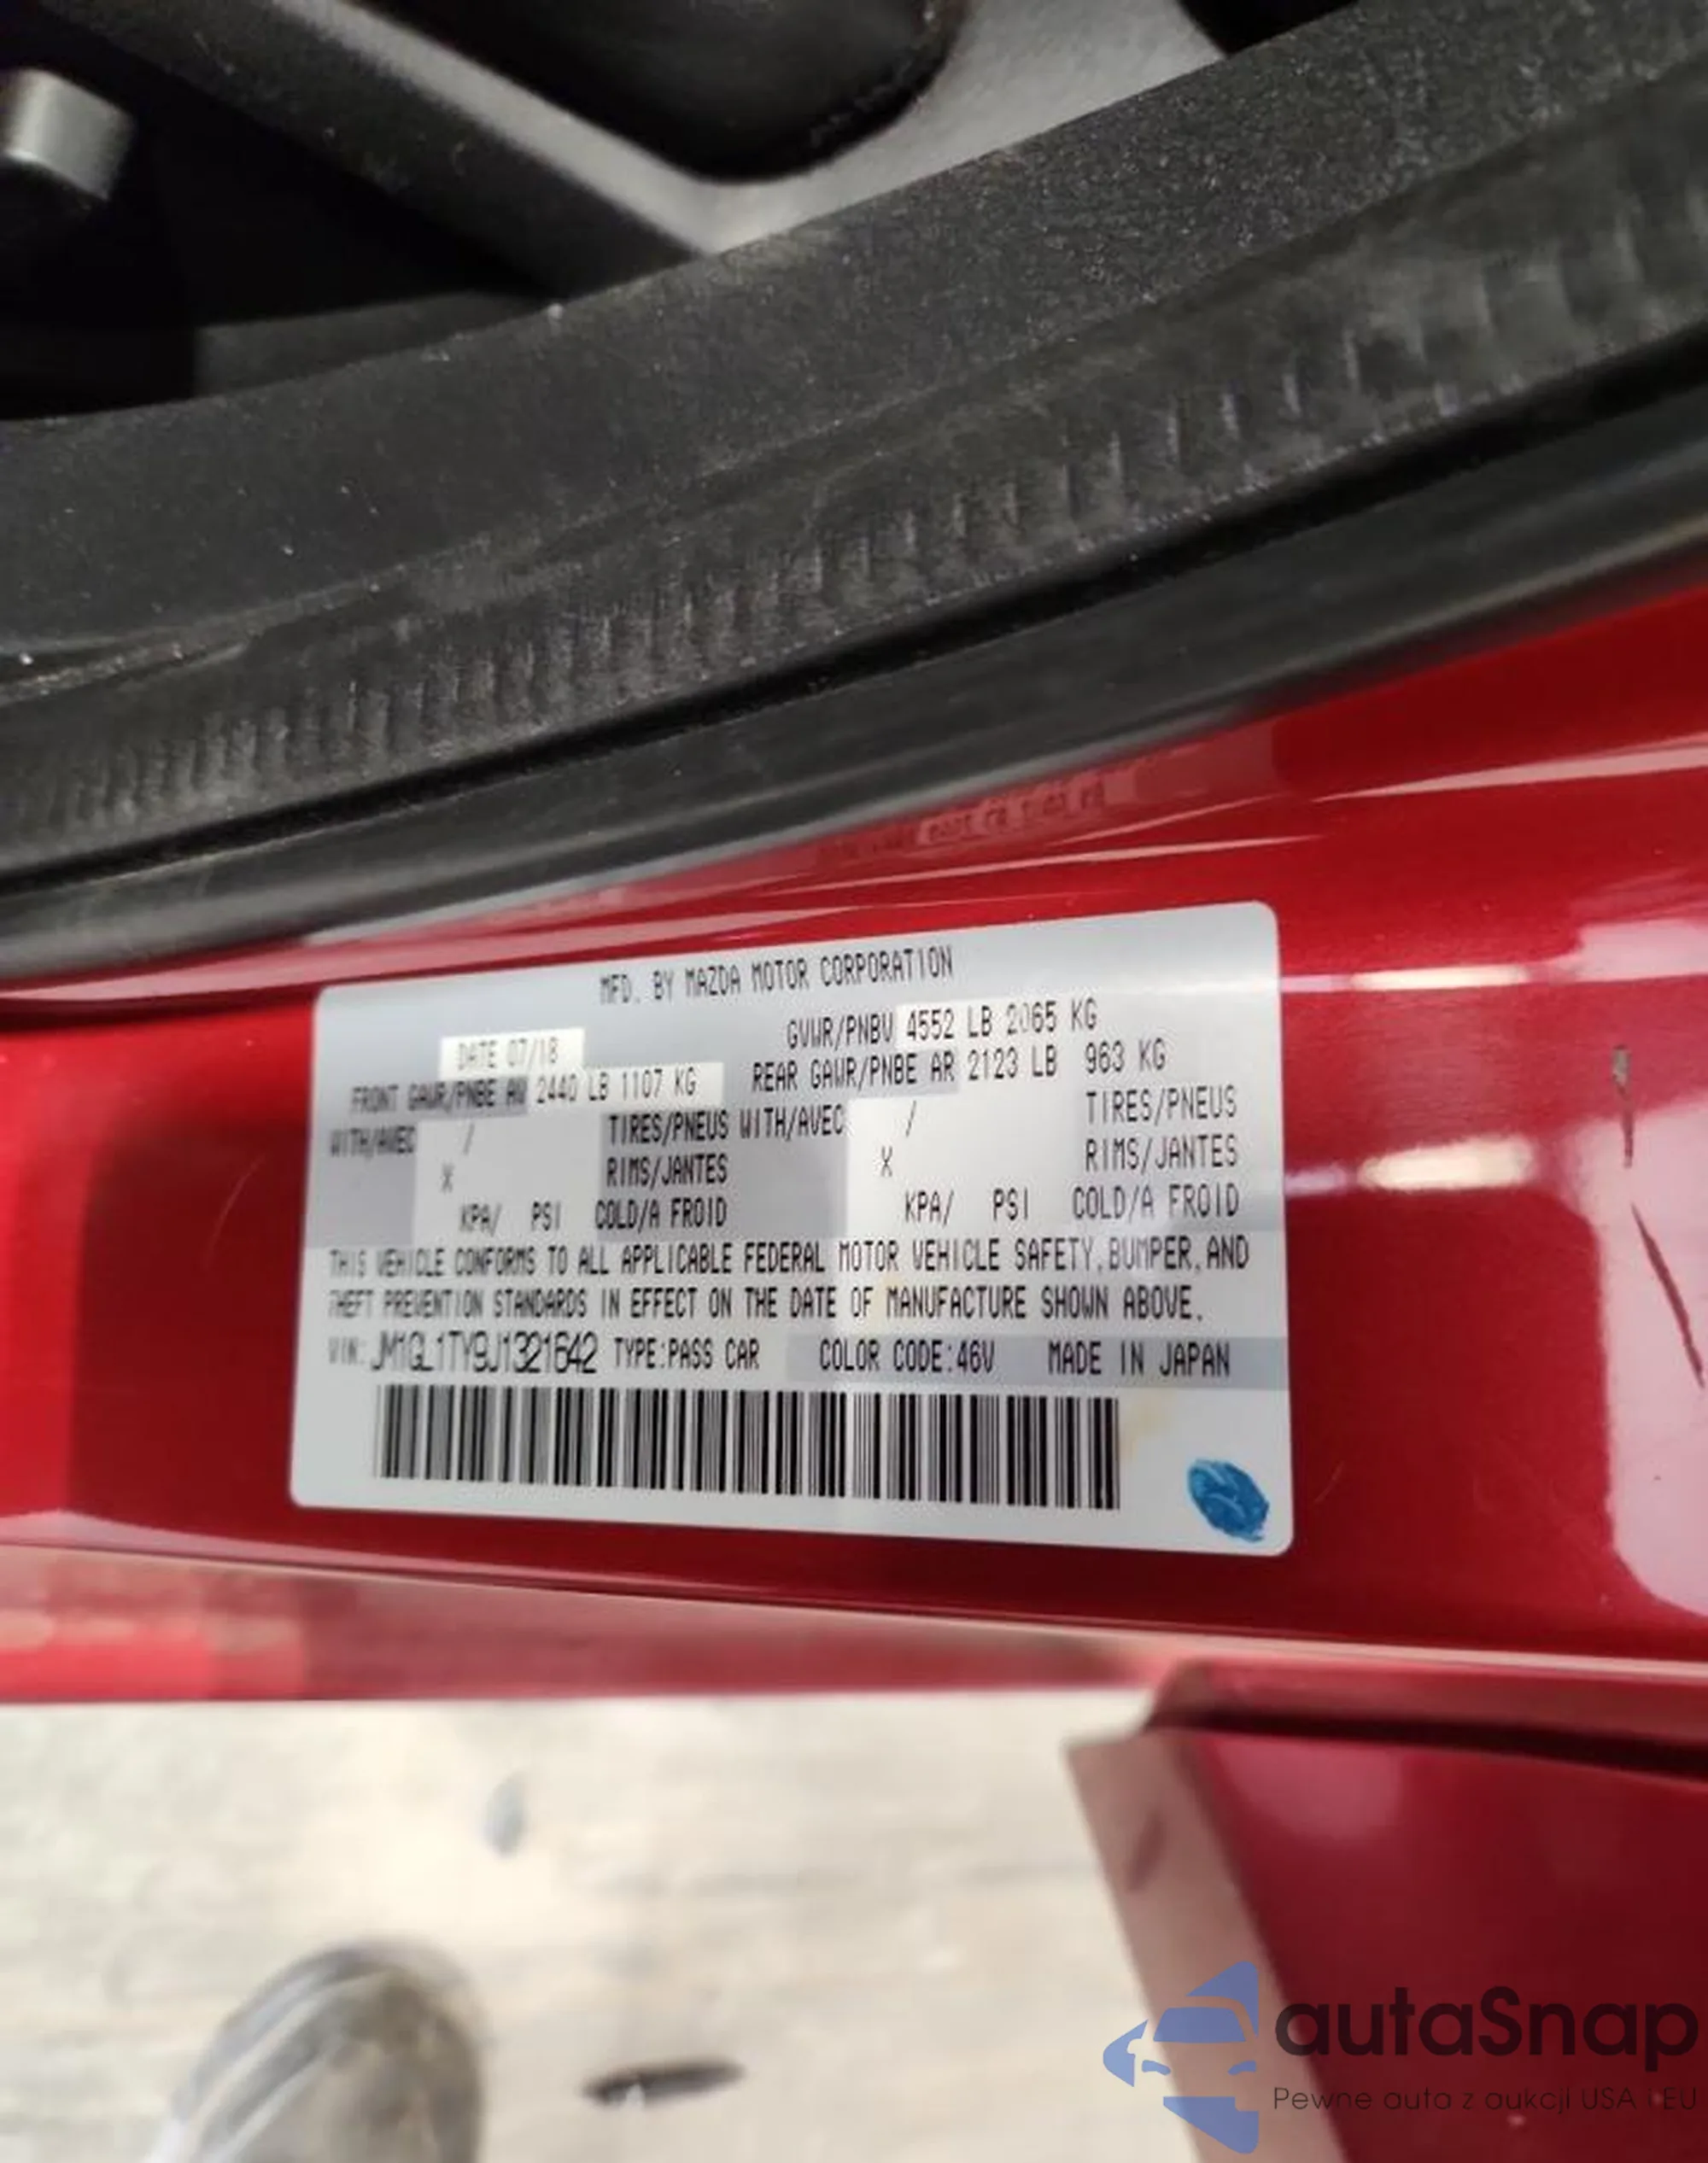 MFD. BY MAZDA MOTOR CORPORATION
DATE 07/18 GVWR/PNBV 4552 LB 2065 KG
FRONT GAWR/PNBE AV 2440 LB 1107 KG REAR GAWR/PNBE AR 2123 LB 963 KG
WITH/AVEC / TIRES/PNEUS WITH/AVEC / TIRES/PNEUS
X RIMS/JANTES X RIMS/JANTES
KPA/ PSI COLD/A FROID KPA/ PSI COLD/A FROID
THIS VEHICLE CONFORMS TO ALL APPLICABLE FEDERAL MOTOR VEHICLE SAFETY, BUMPER, AND
THEFT PREVENTION STANDARDS IN EFFECT ON THE DATE OF MANUFACTURE SHOWN ABOVE.
VIN: JM1GL1TY9J1321642 TYPE:PASS CAR COLOR CODE:46V MADE IN JAPAN
autaSnap
Pewne auta z aukcji USA i EU